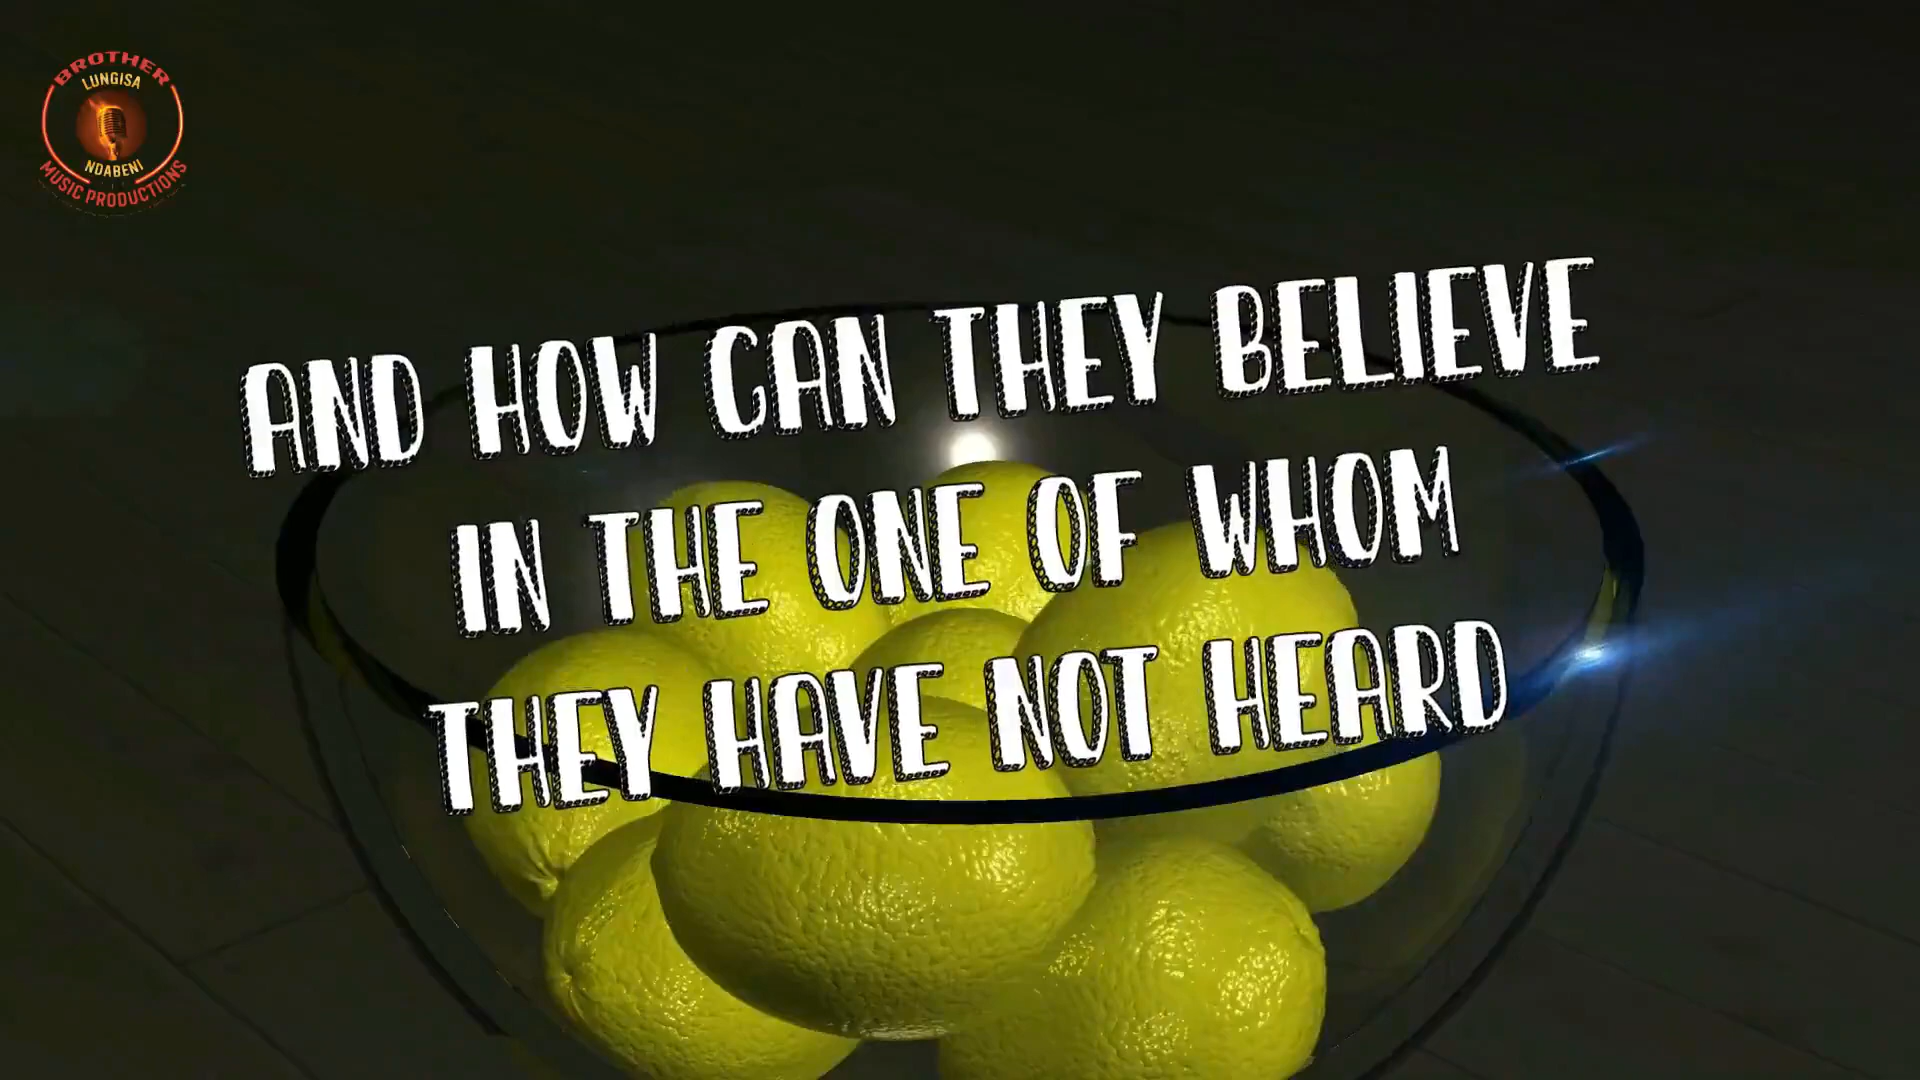 BROTHER
LUNGISA
NDABENI
MUSIC PRODUCTIONS
AND HOW CAN THEY BELIEVE
IN THE ONE OF WHOM
THEY HAVE NOT HEARD